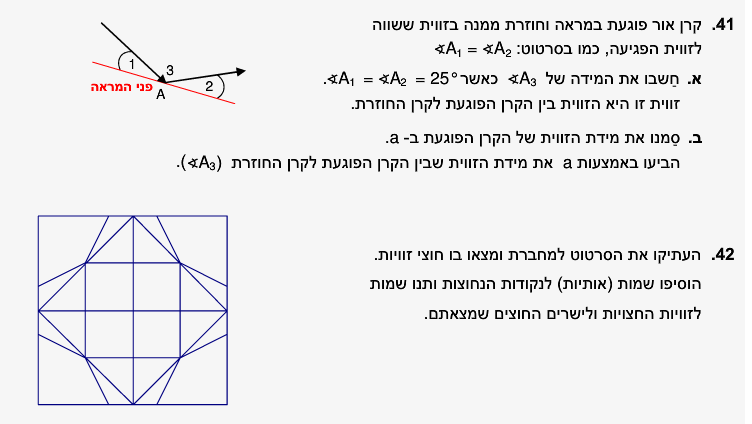 41. קרן אור פוגעת במראה וחוזרת ממנה בזווית ששווה
לזווית הפגיעה, כמו בסרטוט: ∢A₁ = ∢A₂
א. חַשבו את המידה של ∢A₃ כאשר ∢A₁ = ∢A₂ = 25°.
זווית זו היא הזווית בין הקרן הפוגעת לקרן החוזרת.
ב. סַמנו את מידת הזווית של הקרן הפוגעת ב- a.
הביעו באמצעות a את מידת הזווית שבין הקרן הפוגעת לקרן החוזרת (∢A₃).
1
3
2
A
פני המראה
42. העתיקו את הסרטוט למחברת ומצאו בו חוצי זוויות.
הוסיפו שמות (אותיות) לנקודות הנחוצות ותנו שמות
לזוויות החצויות ולישרים החוצים שמצאתם.